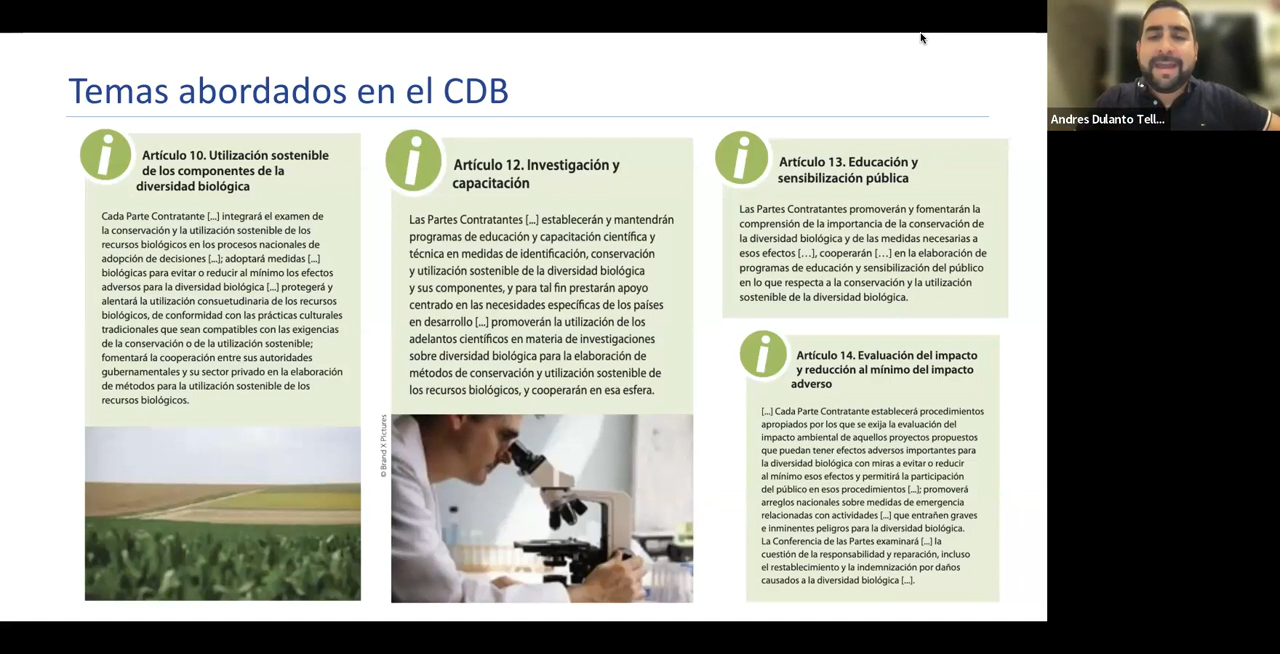 Temas abordados en el CDB
Artículo 10. Utilización sostenible
de los componentes de la
diversidad biológica
Cada Parte Contratante [...] integrará el examen de
la conservación y la utilización sostenible de los
recursos biológicos en los procesos nacionales de
adopción de decisiones [...]; adoptará medidas [...]
biológicas para evitar o reducir al mínimo los efectos
adversos para la diversidad biológica [...] protegerá y
alentará la utilización consuetudinaria de los recursos
biológicos, de conformidad con las prácticas culturales
tradicionales que sean compatibles con las exigencias
de la conservación o de la utilización sostenible;
fomentará la cooperación entre sus autoridades
gubernamentales y su sector privado en la elaboración
de métodos para la utilización sostenible de los
recursos biológicos.
Artículo 12. Investigación y
capacitación
Las Partes Contratantes [...] establecerán y mantendrán
programas de educación y capacitación científica y
técnica en medidas de identificación, conservación
y utilización sostenible de la diversidad biológica
y sus componentes, y para tal fin prestarán apoyo
centrado en las necesidades específicas de los países
en desarrollo [...] promoverán la utilización de los
adelantos científicos en materia de investigaciones
sobre diversidad biológica para la elaboración de
métodos de conservación y utilización sostenible de
los recursos biológicos, y cooperarán en esa esfera.
© Brand X Pictures
Artículo 13. Educación y
sensibilización pública
Las Partes Contratantes promoverán y fomentarán la
comprensión de la importancia de la conservación de
la diversidad biológica y de las medidas necesarias a
esos efectos [...], cooperarán [...] en la elaboración de
programas de educación y sensibilización del público
en lo que respecta a la conservación y la utilización
sostenible de la diversidad biológica.
Artículo 14. Evaluación del impacto
y reducción al mínimo del impacto
adverso
[...] Cada Parte Contratante establecerá procedimientos
apropiados por los que se exija la evaluación del
impacto ambiental de aquellos proyectos propuestos
que puedan tener efectos adversos importantes para
la diversidad biológica con miras a evitar o reducir
al mínimo esos efectos y permitirá la participación
del público en esos procedimientos [...]; promoverá
arreglos nacionales sobre medidas de emergencia
relacionadas con actividades [...] que entrañen graves
e inminentes peligros para la diversidad biológica.
La Conferencia de las Partes examinará [...] la
cuestión de la responsabilidad y reparación, incluso
el restablecimiento y la indemnización por daños
causados a la diversidad biológica [...].
Andres Dulanto Tell...